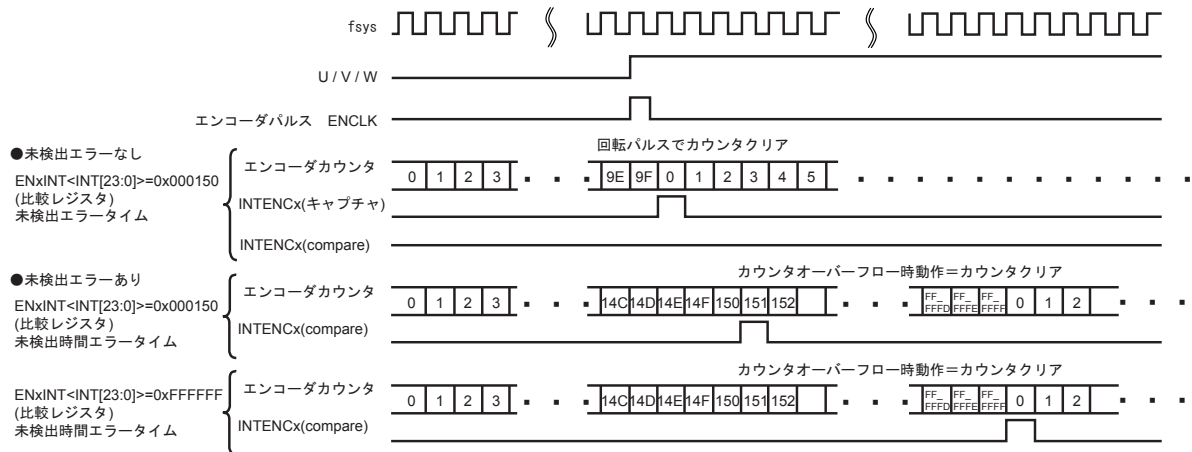 fsys
U / V / W
エンコーダパルス ENCLK
●未検出エラーなし
ENxINT<INT[23:0]>=0x000150
(比較レジスタ)
未検出エラータイム
回転パルスでカウンタクリア
エンコーダカウンタ
0 1 2 3 9E 9F 0 1 2 3 4 5
INTENCx(キャプチャ)
INTENCx(compare)
●未検出エラーあり
ENxINT<INT[23:0]>=0x000150
(比較レジスタ)
未検出時間エラータイム
カウンタオーバーフロー時動作＝カウンタクリア
エンコーダカウンタ
0 1 2 3 14C 14D 14E 14F 150 151 152 FF_FFFD FF_FFFE FF_FFFF 0 1 2
INTENCx(compare)
ENxINT<INT[23:0]>=0xFFFFFF
(比較レジスタ)
未検出時間エラータイム
カウンタオーバーフロー時動作＝カウンタクリア
エンコーダカウンタ
0 1 2 3 14C 14D 14E 14F 150 151 152 FF_FFFD FF_FFFE FF_FFFF 0 1 2
INTENCx(compare)